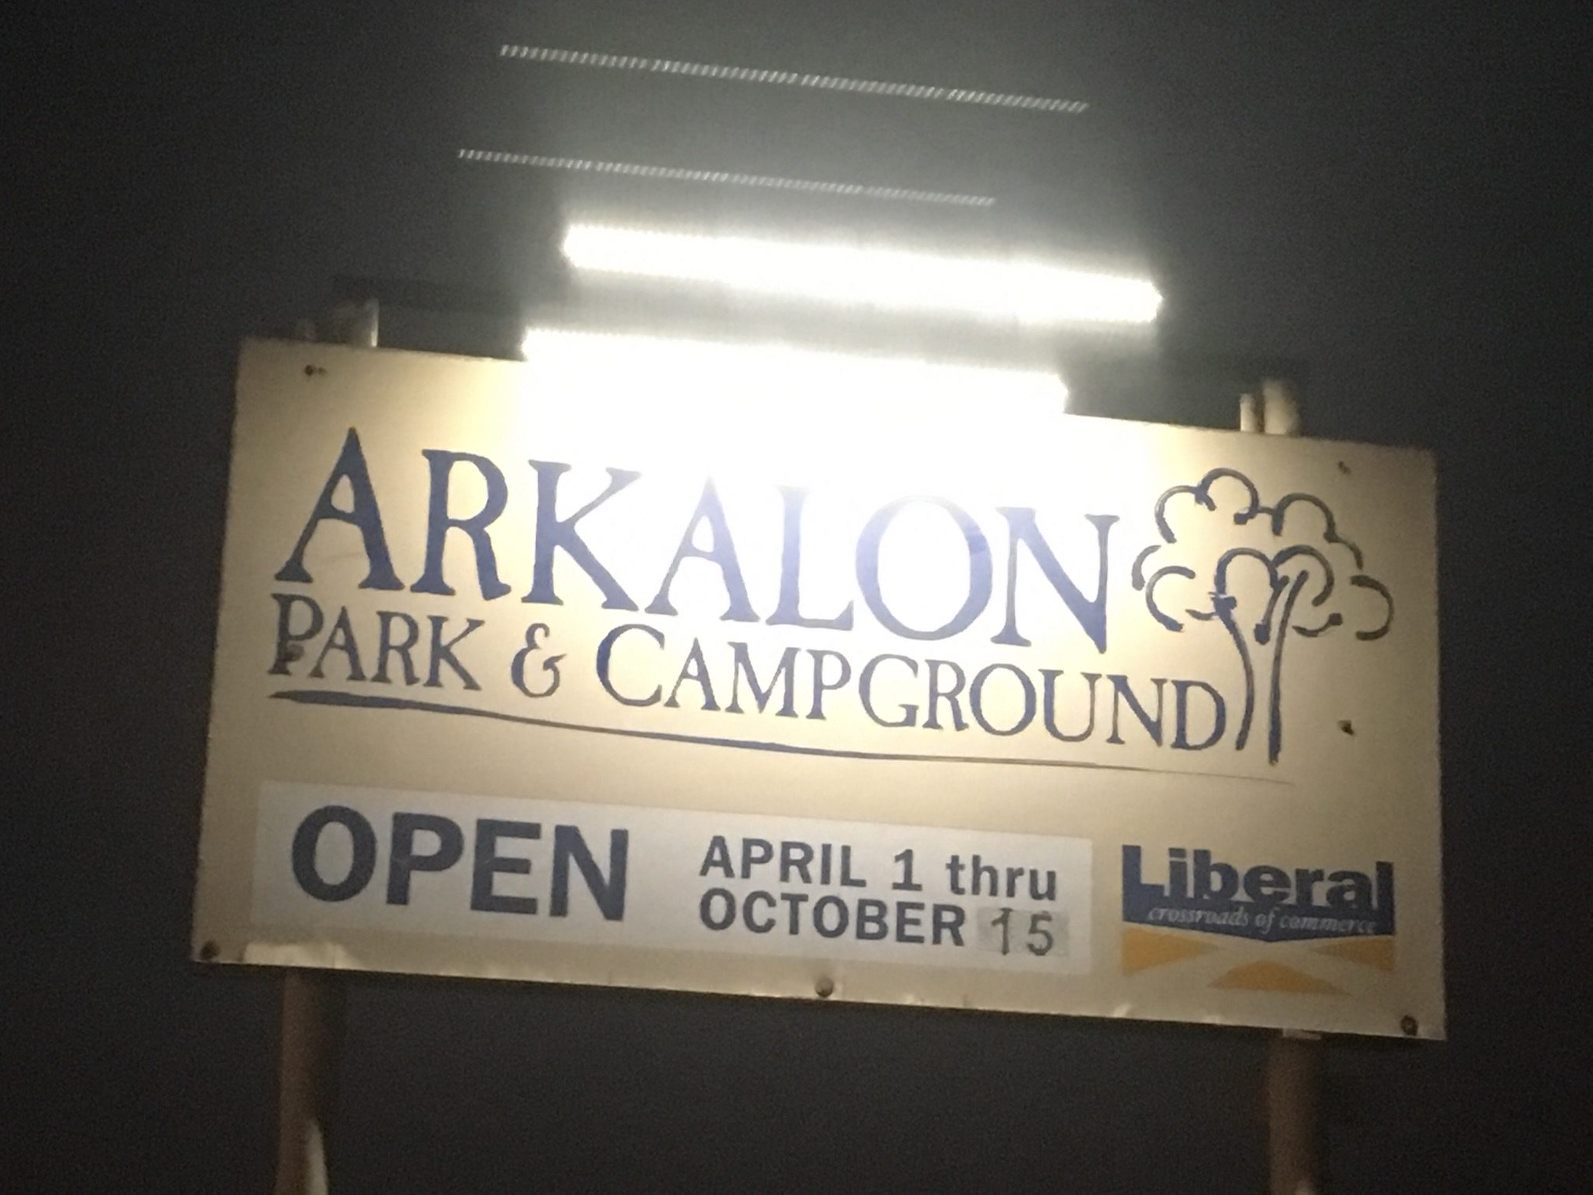 ARKALON
PARK & CAMPGROUND
OPEN
APRIL 1 thru
OCTOBER 15
Liberal
crossroads of commerce